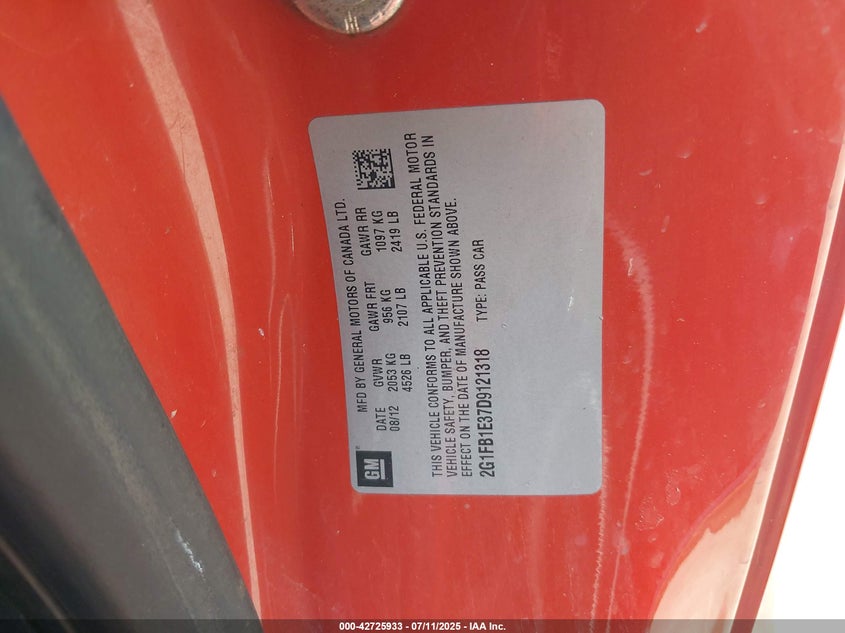 MFD BY GENERAL MOTORS OF CANADA LTD.
DATE GVWR GAWR FRT GAWR RR
08/12 2053 KG 956 KG 1097 KG
4526 LB 2107 LB 2419 LB
THIS VEHICLE CONFORMS TO ALL APPLICABLE U.S. FEDERAL MOTOR
VEHICLE SAFETY, BUMPER, AND THEFT PREVENTION STANDARDS IN
EFFECT ON THE DATE OF MANUFACTURE SHOWN ABOVE.
2G1FB1E37D9121318 TYPE: PASS CAR
GM
000-42725933 - 07/11/2025 - IAA Inc.